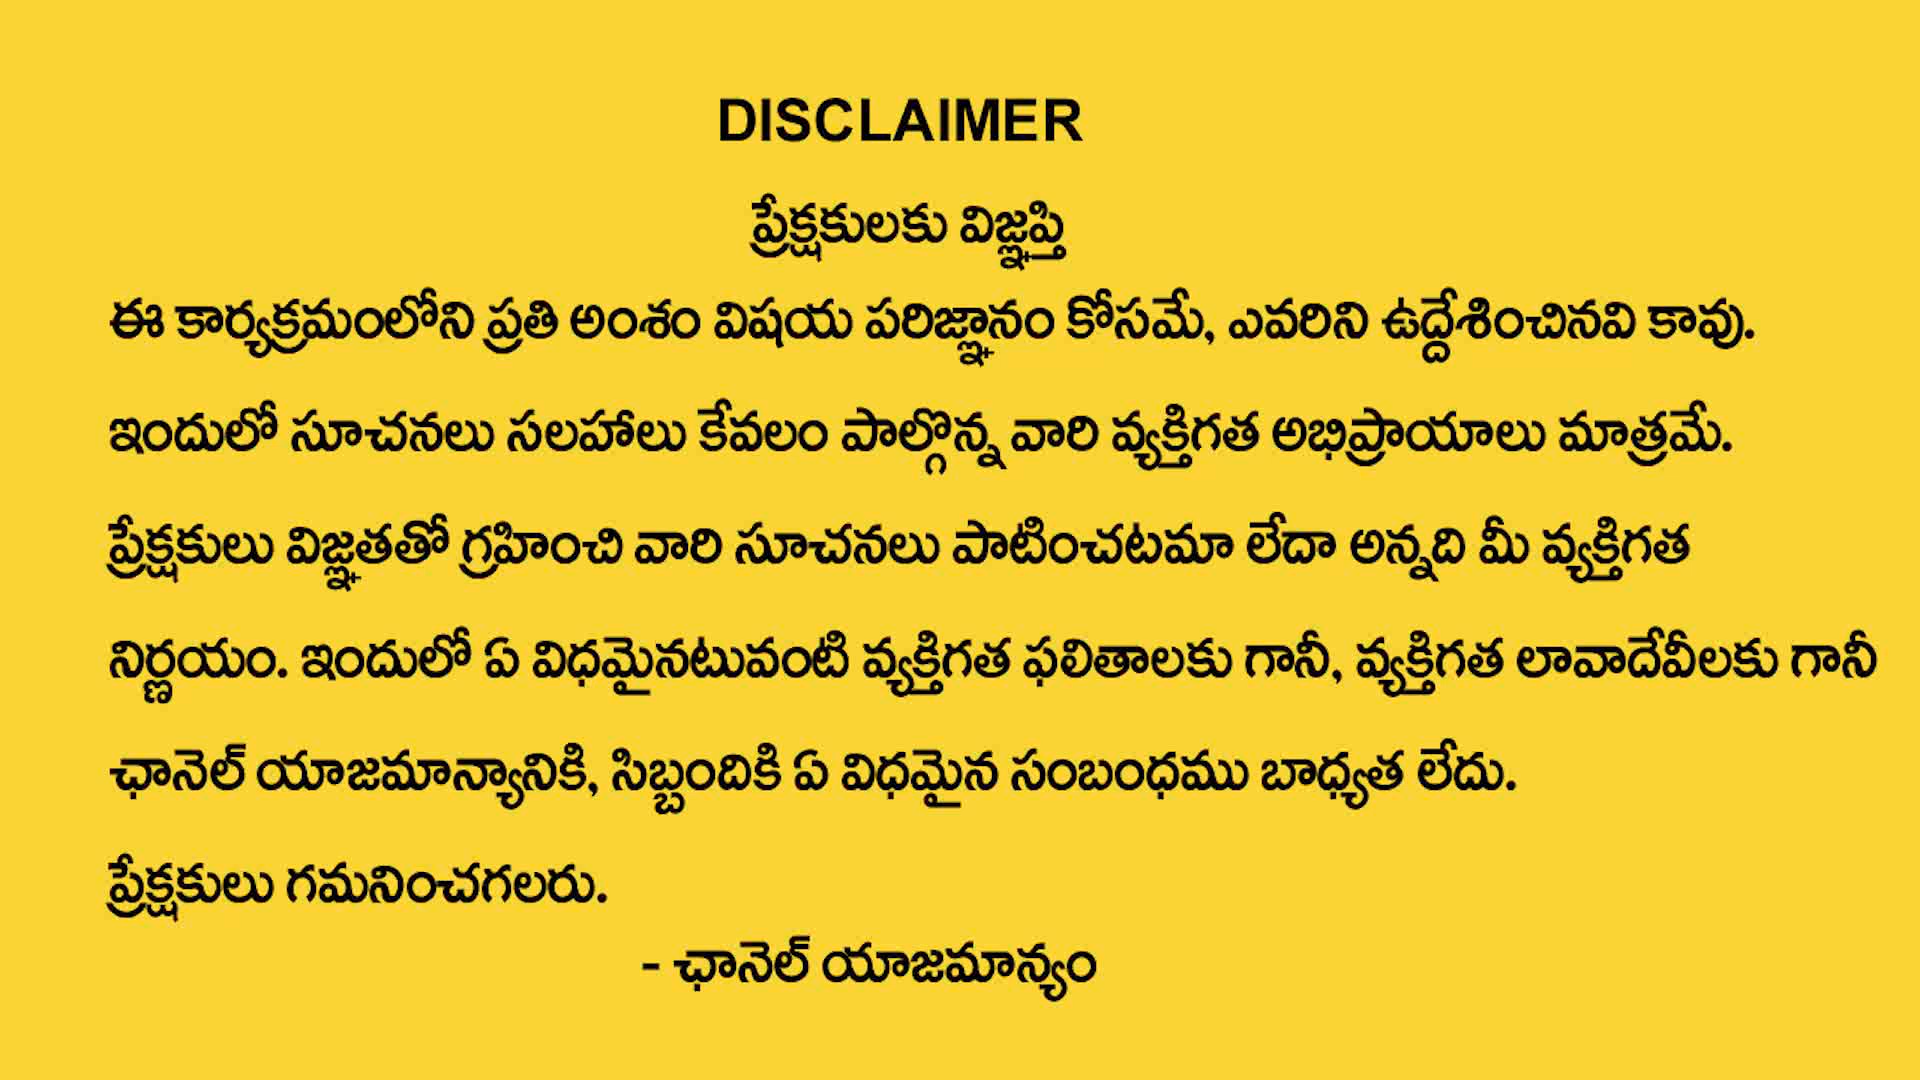 DISCLAIMER
ప్రేక్షకులకు విజ్ఞప్తి
ఈ కార్యక్రమంలోని ప్రతి అంశం విషయ పరిజ్ఞానం కోసమే, ఎవరిని ఉద్దేశించినవి కావు.
ఇందులో సూచనలు సలహాలు కేవలం పాల్గొన్న వారి వ్యక్తిగత అభిప్రాయాలు మాత్రమే.
ప్రేక్షకులు విజ్ఞతతో గ్రహించి వారి సూచనలు పాటించటమా లేదా అన్నది మీ వ్యక్తిగత
నిర్ణయం. ఇందులో ఏ విధమైనటువంటి వ్యక్తిగత ఫలితాలకు గానీ, వ్యక్తిగత లావాదేవీలకు గానీ
ఛానెల్ యాజమాన్యానికి, సిబ్బందికి ఏ విధమైన సంబంధము బాధ్యత లేదు.
ప్రేక్షకులు గమనించగలరు.
- ఛానెల్ యాజమాన్యం